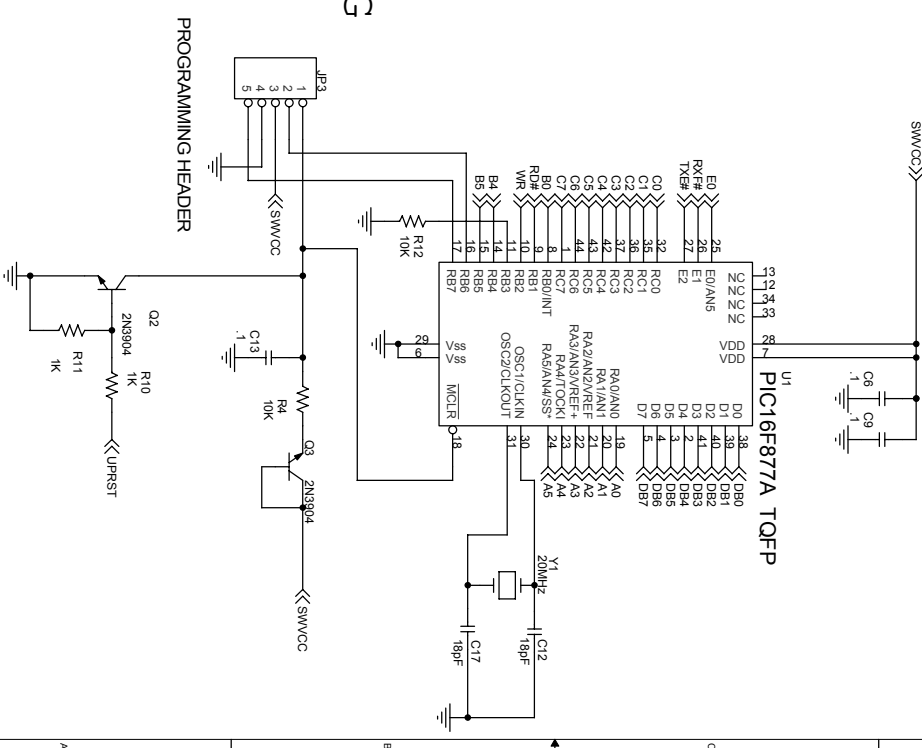 SWVCC
PROGRAMMING HEADER
JP3
1
2
3
4
5
SWVCC
E0
RXF#
TXE#
C0
C1
C2
C3
C4
C5
C6
C7
B0
RD#
WR
B4
B5
R12
10K
25
26
27
32
35
36
37
42
43
44
1
8
9
10
11
14
15
16
17
E0/AN5
E1
E2
RC0
RC1
RC2
RC3
RC4
RC5
RC6
RC7
RB0/INT
RB1
RB2
RB3
RB4
RB5
RB6
RB7
13
12
34
33
NC
NC
NC
NC
28
7
VDD
VDD
29
6
Vss
Vss
U1
PIC16F877A TQFP
C6
.1
C9
.1
D0
D1
D2
D3
D4
D5
D6
D7
38
39
40
41
2
3
4
5
DB0
DB1
DB2
DB3
DB4
DB5
DB6
DB7
RA0/AN0
RA1/AN1
RA2/AN2/VREF
RA3/AN3/VREF+
RA4/TOCKI
RA5/AN4/SS*
19
20
21
22
23
24
A0
A1
A2
A3
A4
A5
OSC1/CLKIN
OSC2/CLKOUT
30
31
MCLR
18
Y1
20MHz
C12
18pF
C17
18pF
Q2
2N3904
R11
1K
R10
1K
UPRST
C13
.1
R4
10K
Q3
2N3904
SWVCC
A
B
C